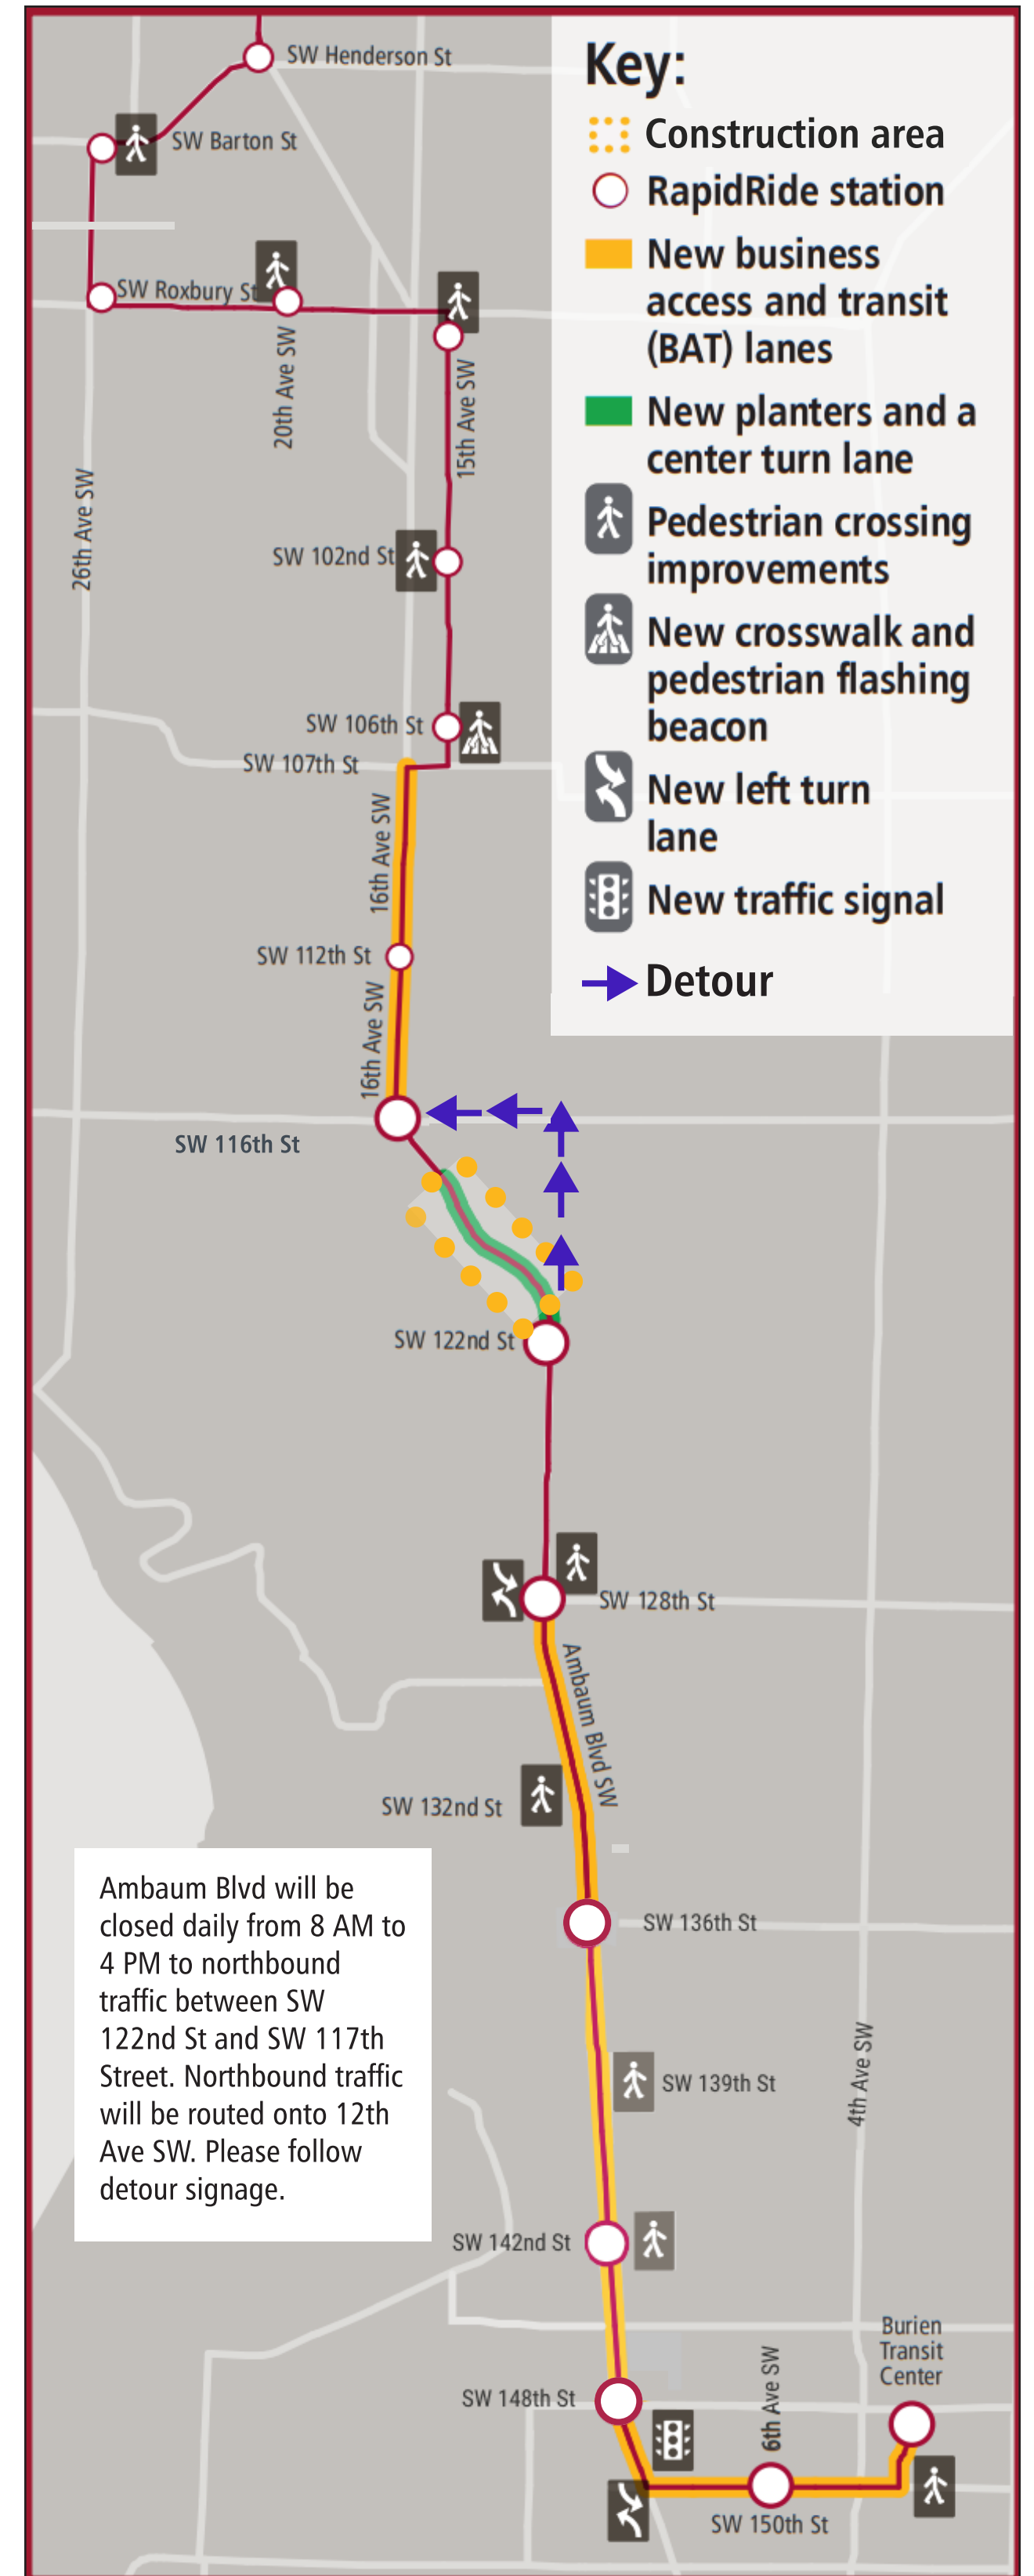 SW Henderson St
SW Barton St
SW Roxbury St
20th Ave SW
15th Ave SW
26th Ave SW
SW 102nd St
SW 106th St
SW 107th St
16th Ave SW
SW 112th St
16th Ave SW
SW 116th St
SW 122nd St
SW 128th St
Ambaum Blvd SW
SW 132nd St
SW 136th St
4th Ave SW
SW 139th St
SW 142nd St
SW 148th St
6th Ave SW
Burien
Transit
Center
SW 150th St
Key:
Construction area
RapidRide station
New business
access and transit
(BAT) lanes
New planters and a
center turn lane
Pedestrian crossing
improvements
New crosswalk and
pedestrian flashing
beacon
New left turn
lane
New traffic signal
Detour
Ambaum Blvd will be
closed daily from 8 AM to
4 PM to northbound
traffic between SW
122nd St and SW 117th
Street. Northbound traffic
will be routed onto 12th
Ave SW. Please follow
detour signage.